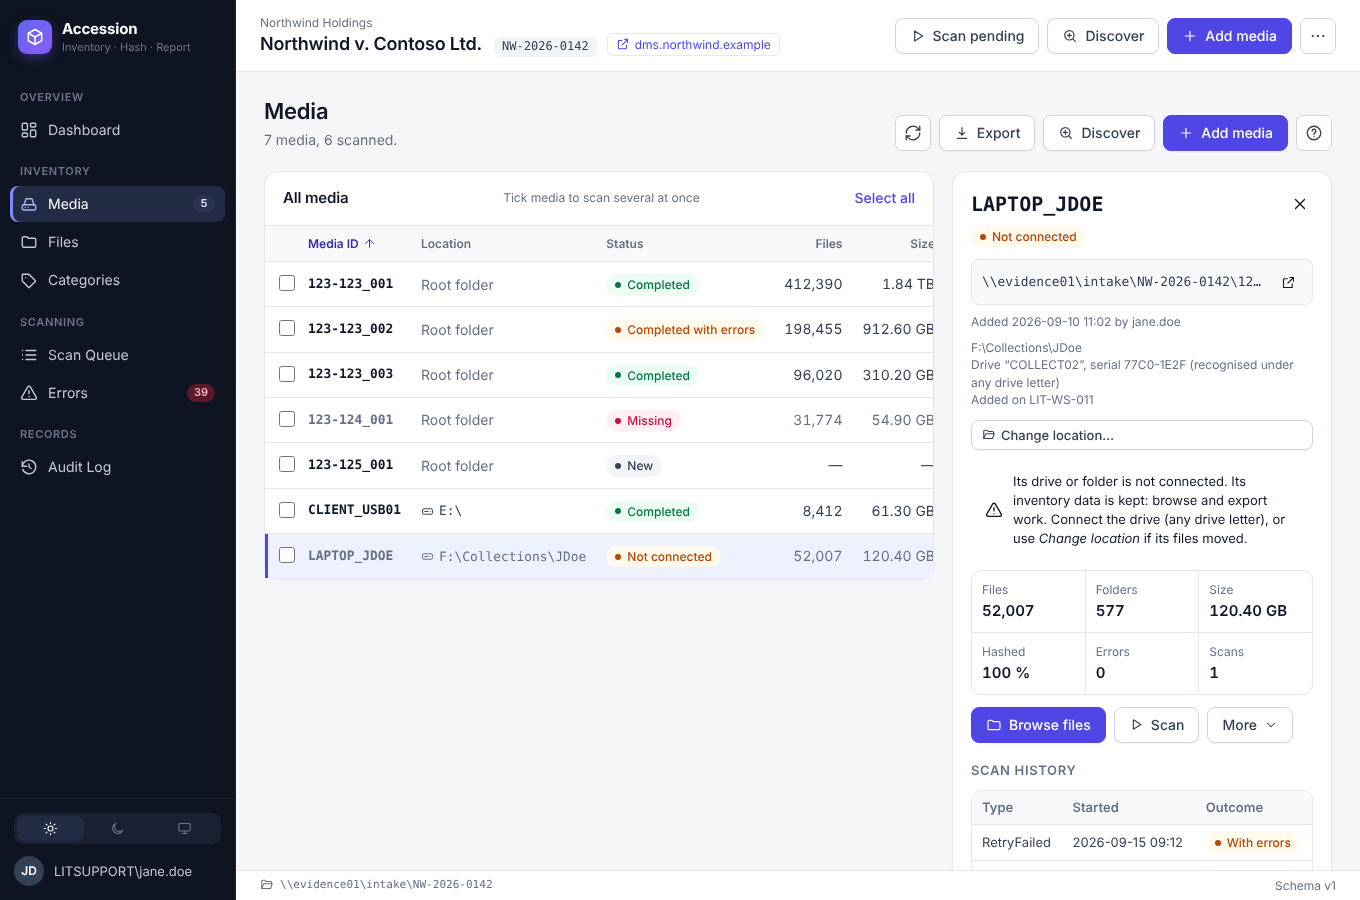 Accession
Inventory · Hash · Report
OVERVIEW
Dashboard
INVENTORY
Media 5
Files
Categories
SCANNING
Scan Queue
Errors 39
RECORDS
Audit Log
JD LITSUPPORT\jane.doe
Northwind Holdings
Northwind v. Contoso Ltd. NW-2026-0142 dms.northwind.example
Scan pending Discover Add media
Media
7 media, 6 scanned.
Export Discover Add media
All media Tick media to scan several at once Select all
Media ID Location Status Files Size
123-123_001 Root folder Completed 412,390 1.84 TB
123-123_002 Root folder Completed with errors 198,455 912.60 GB
123-123_003 Root folder Completed 96,020 310.20 GB
123-124_001 Root folder Missing 31,774 54.90 GB
123-125_001 Root folder New — —
CLIENT_USB01 E:\ Completed 8,412 61.30 GB
LAPTOP_JDOE F:\Collections\JDoe Not connected 52,007 120.40 GB
LAPTOP_JDOE
Not connected
\\evidence01\intake\NW-2026-0142\12…
Added 2026-09-10 11:02 by jane.doe
F:\Collections\JDoe
Drive “COLLECT02”, serial 77C0-1E2F (recognised under
any drive letter)
Added on LIT-WS-011
Change location…
Its drive or folder is not connected. Its
inventory data is kept: browse and export
work. Connect the drive (any drive letter), or
use Change location if its files moved.
Files Folders Size
52,007 577 120.40 GB
Hashed Errors Scans
100 % 0 1
Browse files Scan More
SCAN HISTORY
Type Started Outcome
RetryFailed 2026-09-15 09:12 With errors
\\evidence01\intake\NW-2026-0142
Schema v1